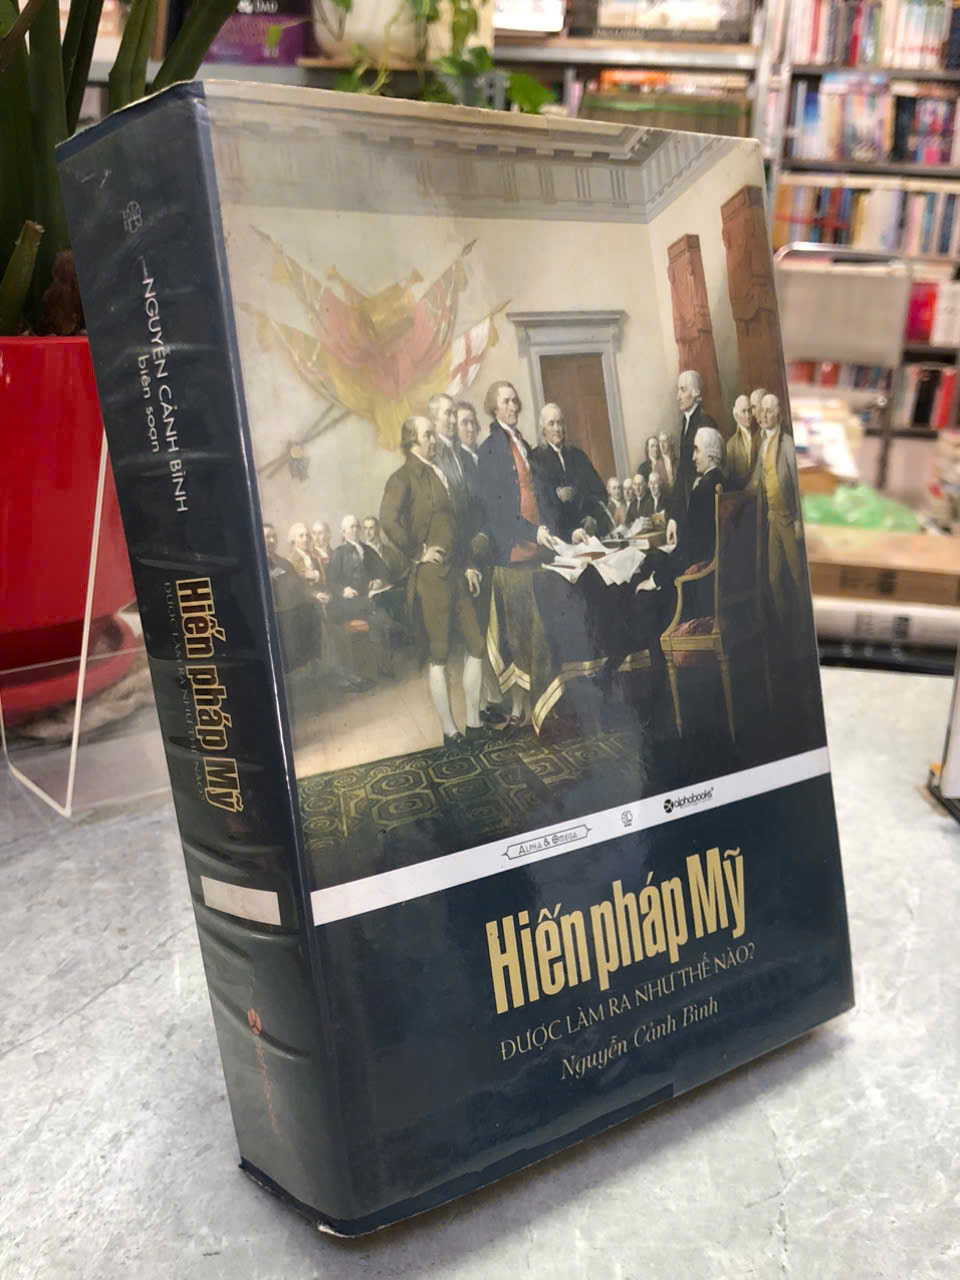 NGUYỄN CẢNH BÌNH
biên soạn
Hiến pháp Mỹ
ĐƯỢC LÀM RA NHƯ THẾ NÀO?
ALPHA & OMEGA
alphabooks
Hiến pháp Mỹ
ĐƯỢC LÀM RA NHƯ THẾ NÀO?
Nguyễn Cảnh Bình